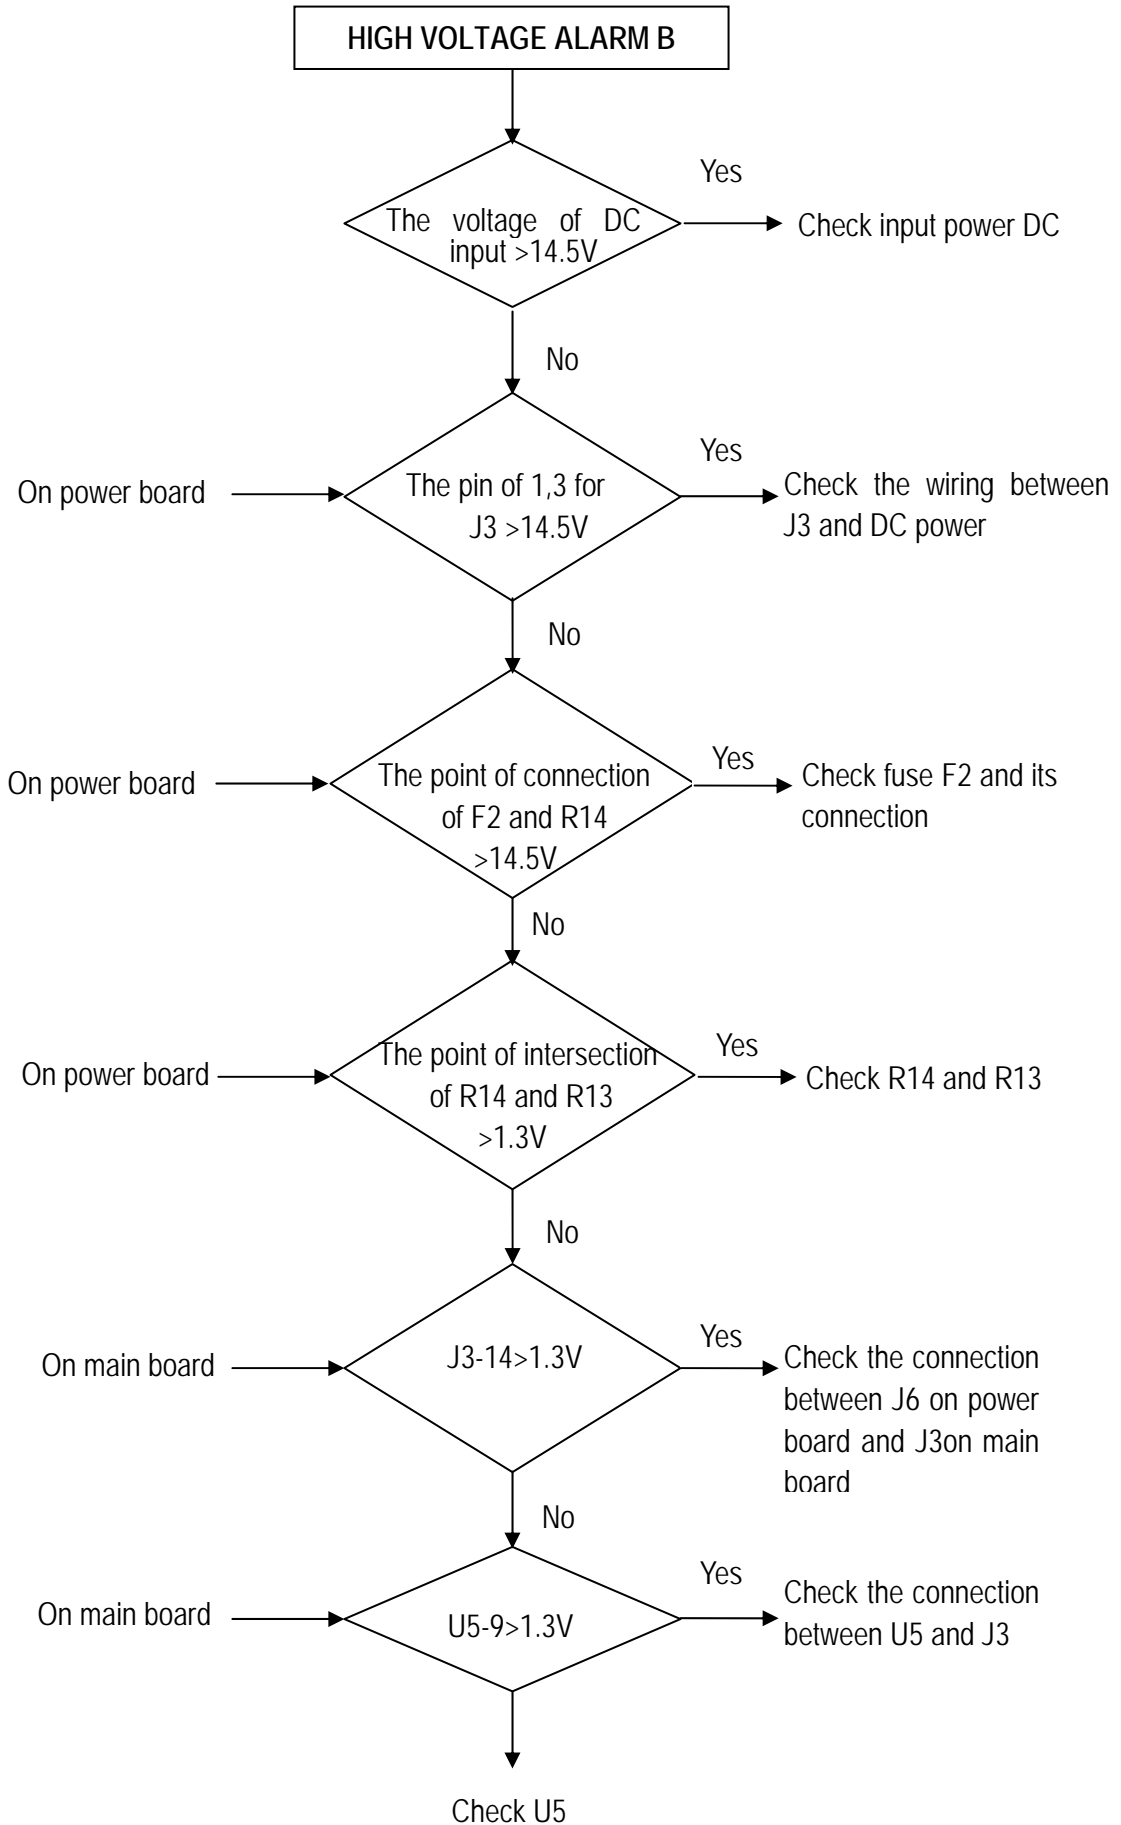 HIGH VOLTAGE ALARM B
Yes
The voltage of DC
input >14.5V
Check input power DC
No
Yes
On power board
The pin of 1,3 for
J3 >14.5V
Check the wiring between
J3 and DC power
No
Yes
On power board
The point of connection
of F2 and R14
>14.5V
Check fuse F2 and its
connection
No
Yes
On power board
The point of intersection
of R14 and R13
>1.3V
Check R14 and R13
No
Yes
On main board
J3-14>1.3V
Check the connection
between J6 on power
board and J3on main
board
No
Yes
On main board
U5-9>1.3V
Check the connection
between U5 and J3
Check U5